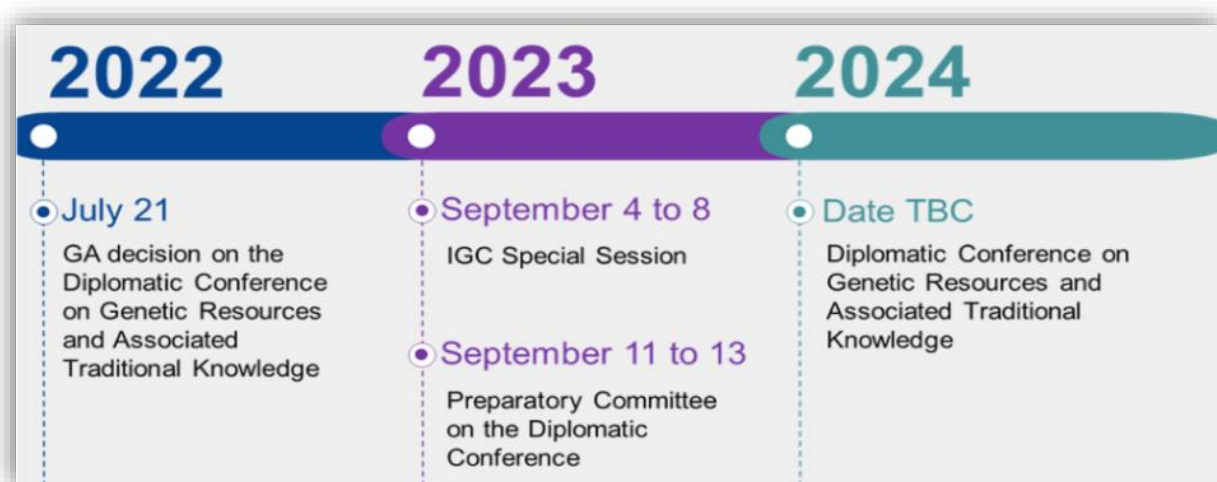 2022
July 21
GA decision on the
Diplomatic Conference
on Genetic Resources
and Associated
Traditional Knowledge
2023
September 4 to 8
IGC Special Session
September 11 to 13
Preparatory Committee
on the Diplomatic
Conference
2024
Date TBC
Diplomatic Conference on
Genetic Resources and
Associated Traditional
Knowledge